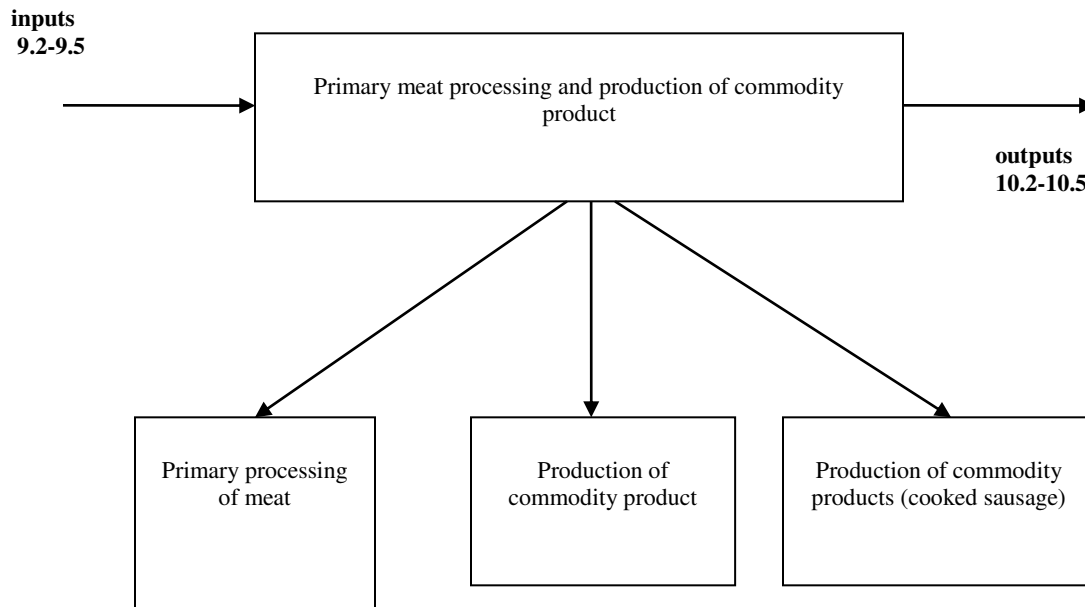 inputs
9.2-9.5
Primary meat processing and production of commodity
product
outputs
10.2-10.5
Primary processing
of meat
Production of
commodity product
Production of commodity
products (cooked sausage)